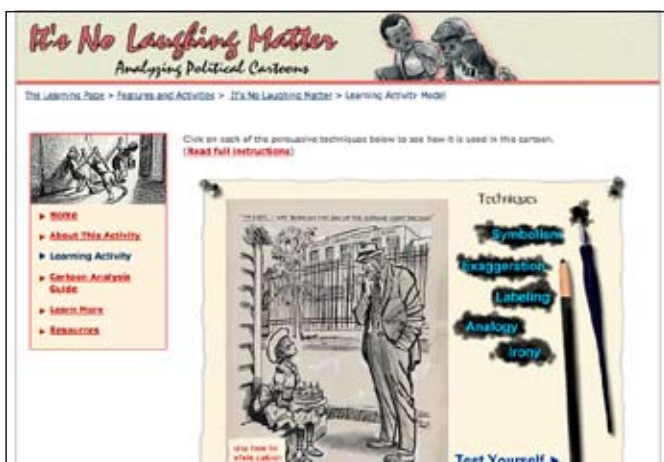 It's No Laughing Matter
Analyzing Political Cartoons
The Learning Page > Features and Activities > It's No Laughing Matter > Learning Activity Model
Click on each of the persuasive techniques below to see how it is used in this cartoon.
(Read full instructions)
Home
About This Activity
Learning Activity
Cartoon Analysis
Guide
Learn More
Resources
Techniques
Symbolism
Exaggeration
Labeling
Analogy
Irony
Test Yourself